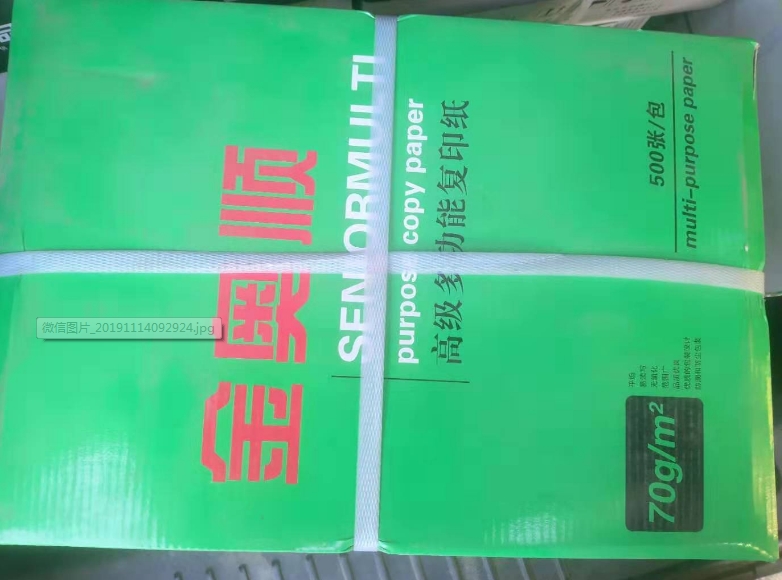 金奥顺
SENIORMULTI
purpose copy paper
高级多功能复印纸
500张/包
multi-purpose paper
70g/m²
微信图片_20191114092924.jpg